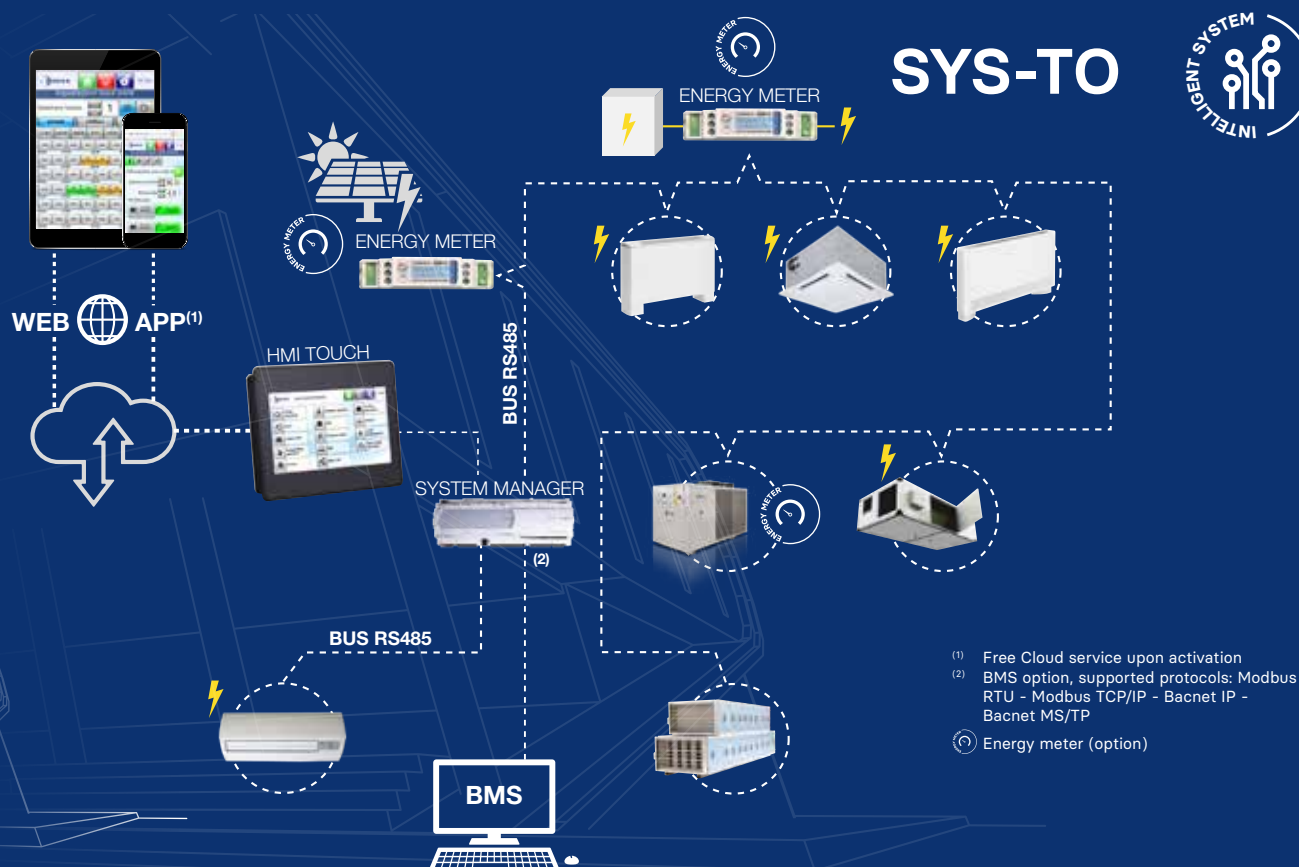 SYS-TO
INTELLIGENT SYSTEM
ENERGY METER
ENERGY METER
ENERGY METER
ENERGY METER
WEB APP(1)
HMI TOUCH
BUS RS485
SYSTEM MANAGER
(2)
ENERGY METER
BUS RS485
BMS
(1) Free Cloud service upon activation
(2) BMS option, supported protocols: Modbus
RTU - Modbus TCP/IP - Bacnet IP -
Bacnet MS/TP
Energy meter (option)